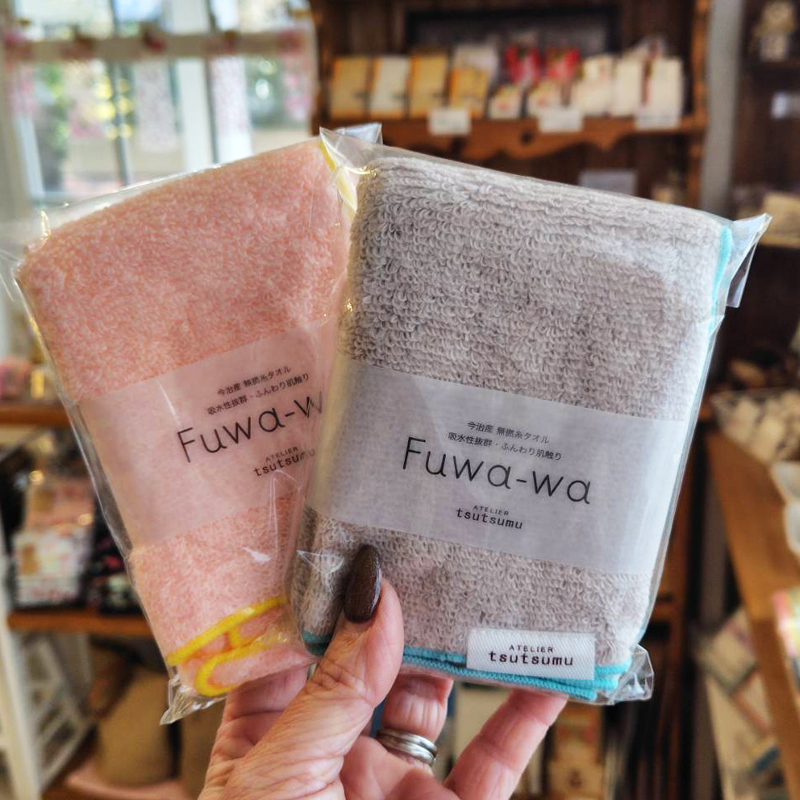 今治産 無撚糸タオル
吸水性抜群・ふんわり肌触り
Fuwa-w
ATELIER
tsutsumu
今治産 無撚糸タオル
吸水性抜群・ふんわり肌触り
Fuwa-wa
ATELIER
tsutsumu
ATELIER
tsutsumu